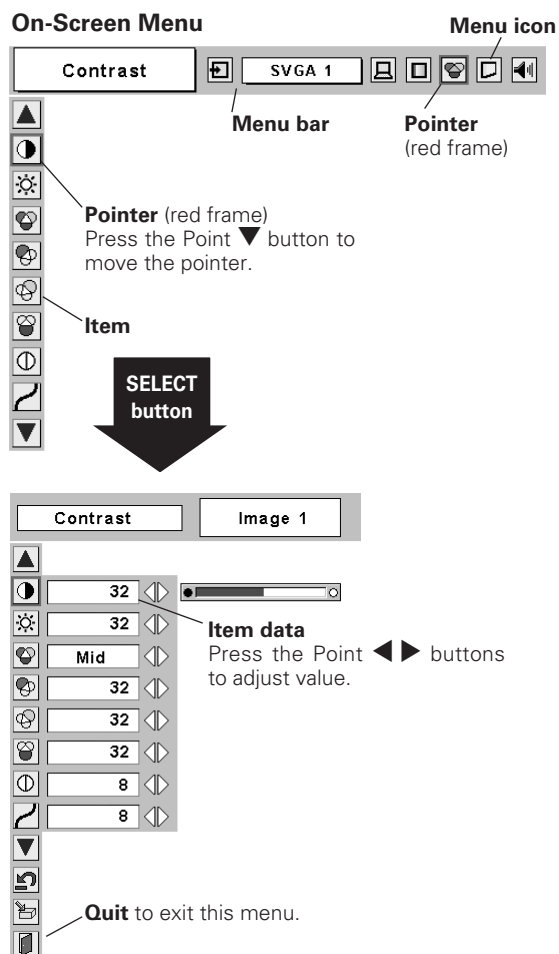 On-Screen Menu
Menu icon
Contrast
SVGA 1
Menu bar
Pointer
(red frame)
Pointer (red frame)
Press the Point ▼ button to
move the pointer.
Item
SELECT
button
Contrast
Image 1
32
32
Item data
Press the Point ◀ ▶ buttons
to adjust value.
Mid
32
32
32
8
8
Quit to exit this menu.